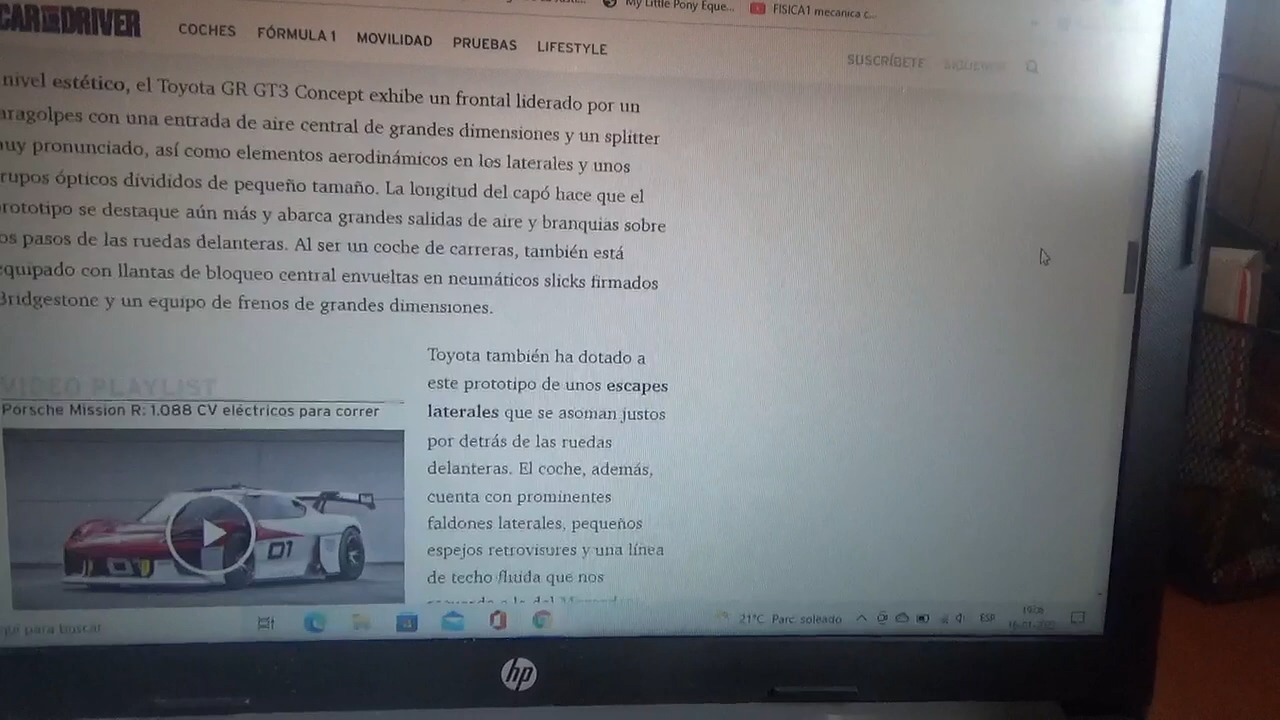 My Little Pony Eque... FISICA1 mecanica c...
CAR and DRIVER COCHES FÓRMULA 1 MOVILIDAD PRUEBAS LIFESTYLE
SUSCRÍBETE SÍGUENOS
nivel estético, el Toyota GR GT3 Concept exhibe un frontal liderado por un
aragolpes con una entrada de aire central de grandes dimensiones y un splitter
uy pronunciado, así como elementos aerodinámicos en los laterales y unos
rupos ópticos divididos de pequeño tamaño. La longitud del capó hace que el
rototipo se destaque aún más y abarca grandes salidas de aire y branquias sobre
os pasos de las ruedas delanteras. Al ser un coche de carreras, también está
equipado con llantas de bloqueo central envueltas en neumáticos slicks firmados
Bridgestone y un equipo de frenos de grandes dimensiones.
VIDEO PLAYLIST
Porsche Mission R: 1.088 CV eléctricos para correr
D1
Toyota también ha dotado a
este prototipo de unos escapes
laterales que se asoman justos
por detrás de las ruedas
delanteras. El coche, además,
cuenta con prominentes
faldones laterales, pequeños
espejos retrovisures y una línea
de techo fluida que nos
para buscar
21°C Parc. soleado ESP
hp